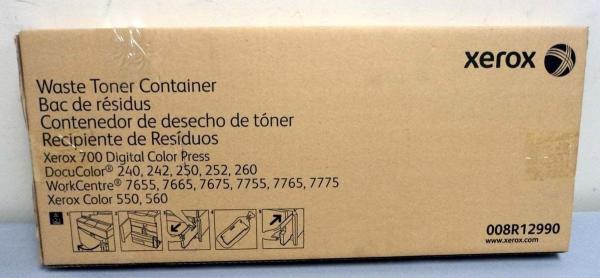 xerox
Waste Toner Container
Bac de résidus
Contenedor de desecho de tóner
Recipiente de Resíduos
Xerox 700 Digital Color Press
DocuColor® 240, 242, 250, 252, 260
WorkCentre® 7655, 7665, 7675, 7755, 7765, 7775
Xerox Color 550, 560
008R12990
www.xerox.com